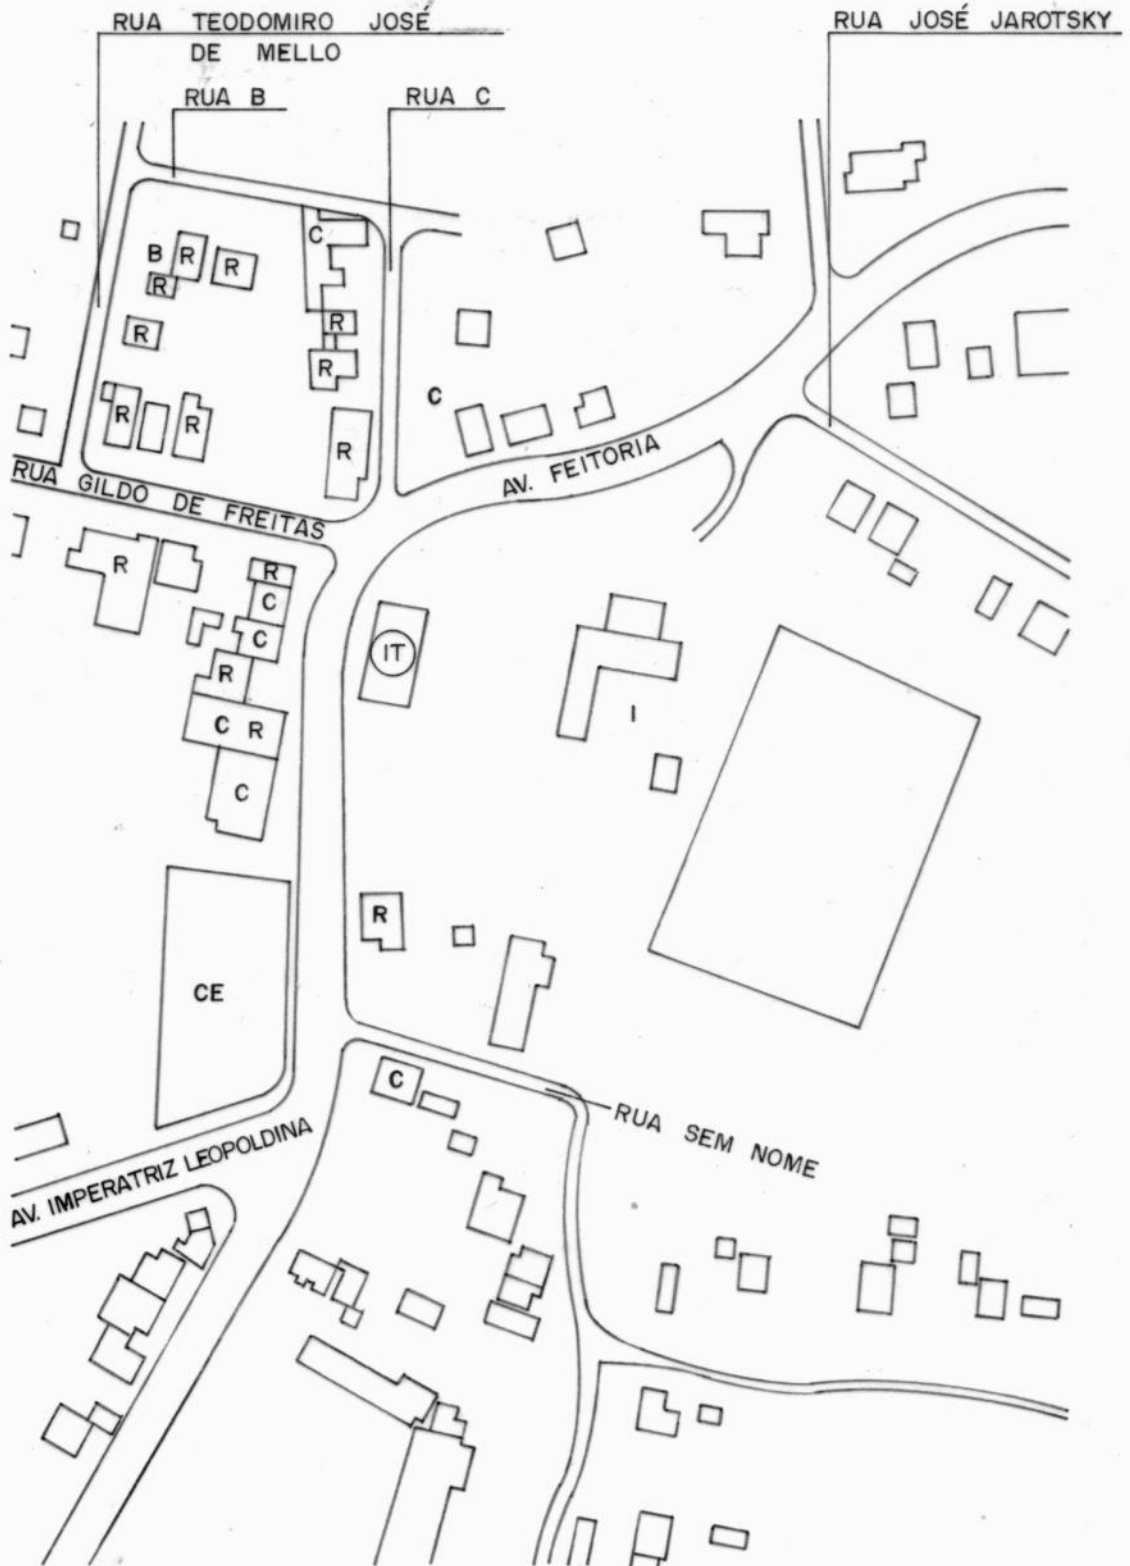 RUA TEODOMIRO JOSÉ
DE MELLO
RUA JOSÉ JAROTSKY
RUA B
RUA C
C
B
R
R
R
R
R
R
C
R
R
R
AV. FEITORIA
RUA GILDO DE FREITAS
R
R
C
C
IT
R
C R
I
C
R
CE
C
RUA SEM NOME
AV. IMPERATRIZ LEOPOLDINA